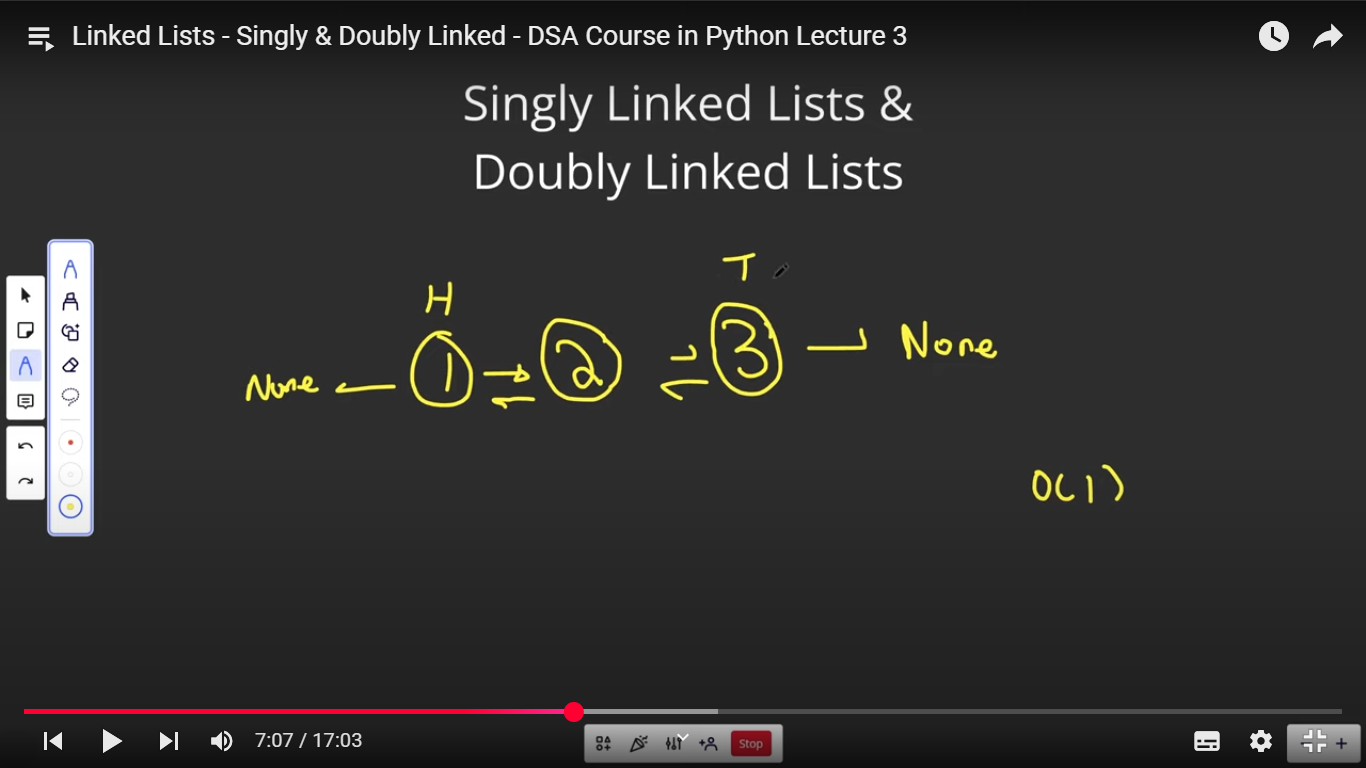 Linked Lists - Singly & Doubly Linked - DSA Course in Python Lecture 3
Singly Linked Lists &
Doubly Linked Lists
H
T
None 1 2 3 None
O(1)
7:07 / 17:03
Stop